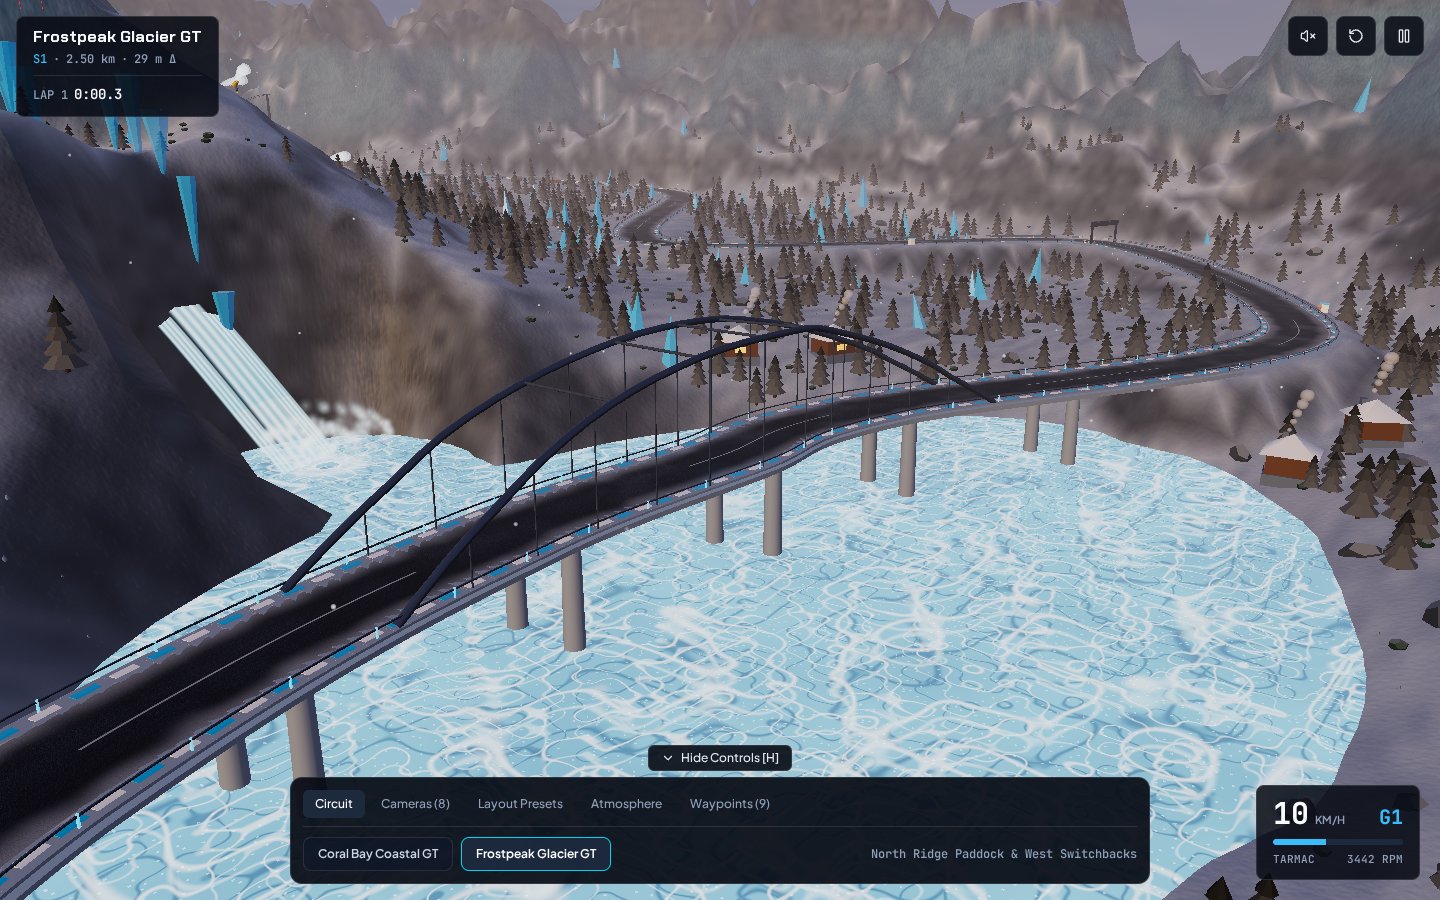 Frostpeak Glacier GT
S1 · 2.50 km · 29 m Δ
LAP 1 0:00.3
Hide Controls [H]
Circuit Cameras (8) Layout Presets Atmosphere Waypoints (9)
Coral Bay Coastal GT Frostpeak Glacier GT North Ridge Paddock & West Switchbacks
10 KM/H G1
TARMAC 3442 RPM